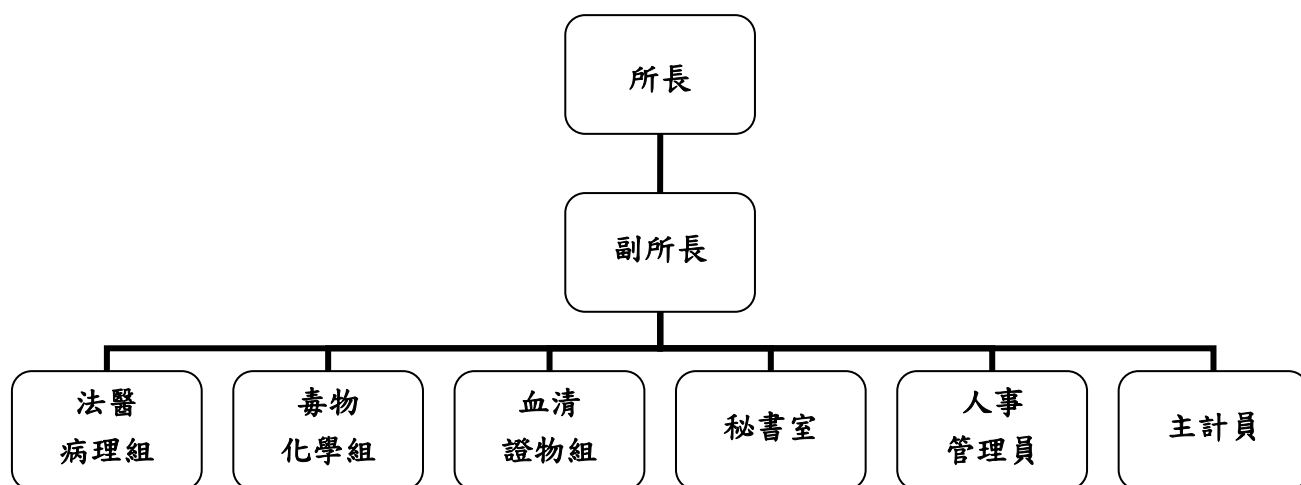 所長
副所長
法醫
病理組
毒物
化學組
血清
證物組
秘書室
人事
管理員
主計員